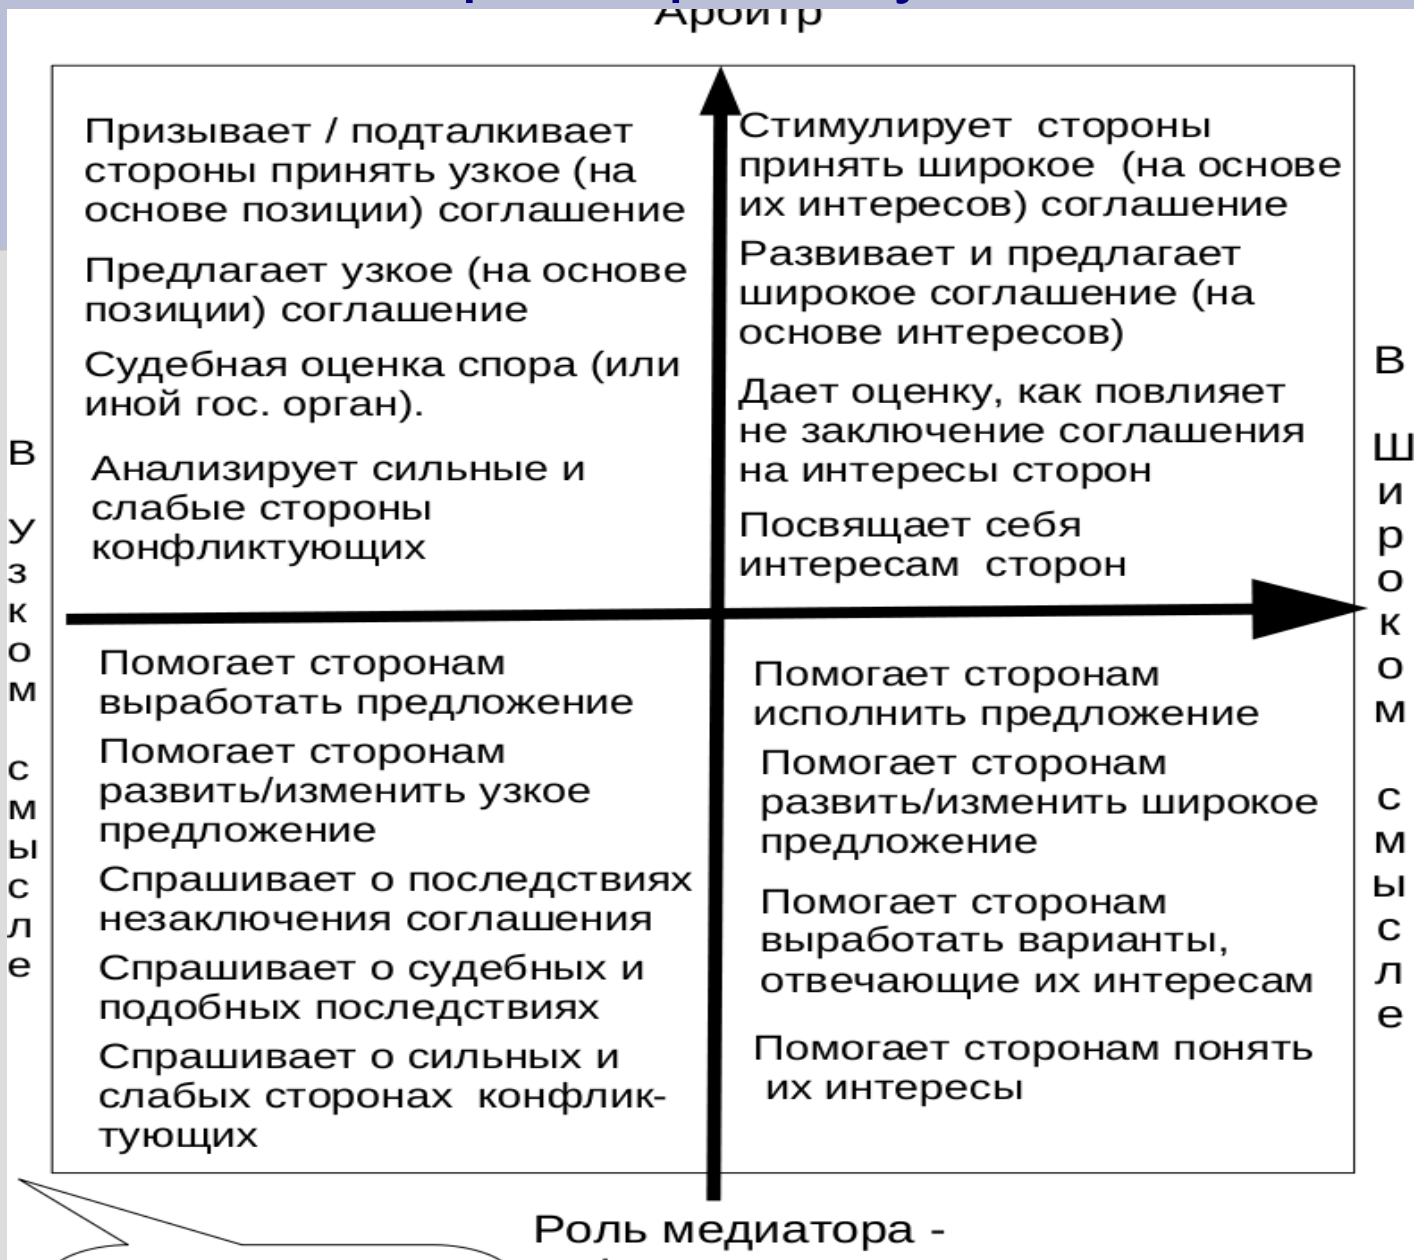 Арбитр
Призывает / подталкивает
стороны принять узкое (на
основе позиции) соглашение
Предлагает узкое (на основе
позиции) соглашение
Судебная оценка спора (или
иной гос. орган).
Анализирует сильные и
слабые стороны
конфликтующих
Стимулирует стороны
принять широкое (на основе
их интересов) соглашение
Развивает и предлагает
широкое соглашение (на
основе интересов)
Дает оценку, как повлияет
не заключение соглашения
на интересы сторон
Посвящает себя
интересам сторон
В Узком смысле
В Широком смысле
Помогает сторонам
выработать предложение
Помогает сторонам
развить/изменить узкое
предложение
Спрашивает о последствиях
незаключения соглашения
Спрашивает о судебных и
подобных последствиях
Спрашивает о сильных и
слабых сторонах конфлик-
тующих
Помогает сторонам
исполнить предложение
Помогает сторонам
развить/изменить широкое
предложение
Помогает сторонам
выработать варианты,
отвечающие их интересам
Помогает сторонам понять
их интересы
Роль медиатора -